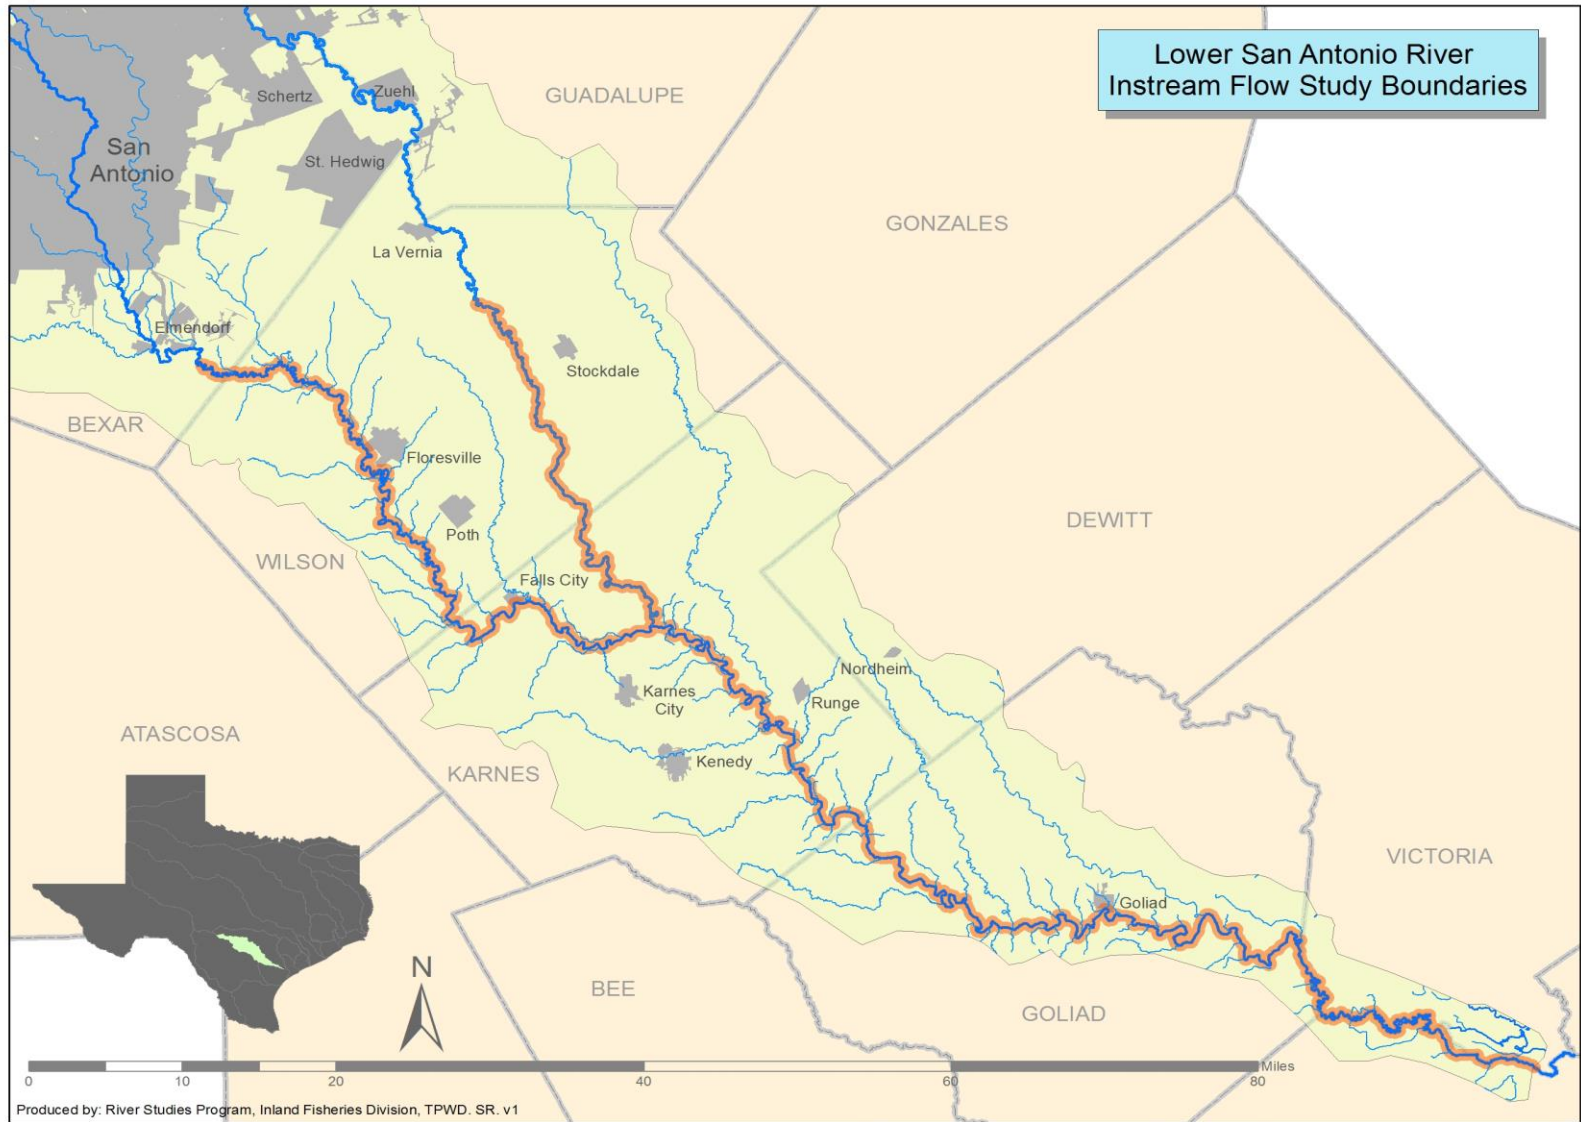 Lower San Antonio River
Instream Flow Study Boundaries
GUADALUPE
Schertz
Zuehl
San
Antonio
St. Hedwig
GONZALES
La Vernia
Elmendorf
Stockdale
BEXAR
Floresville
Poth
DEWITT
WILSON
Falls City
Nordheim
Karnes
City
Runge
ATASCOSA
KARNES
Kenedy
VICTORIA
Goliad
N
BEE
GOLIAD
0 10 20 40 60 80 Miles
Produced by: River Studies Program, Inland Fisheries Division, TPWD. SR. v1